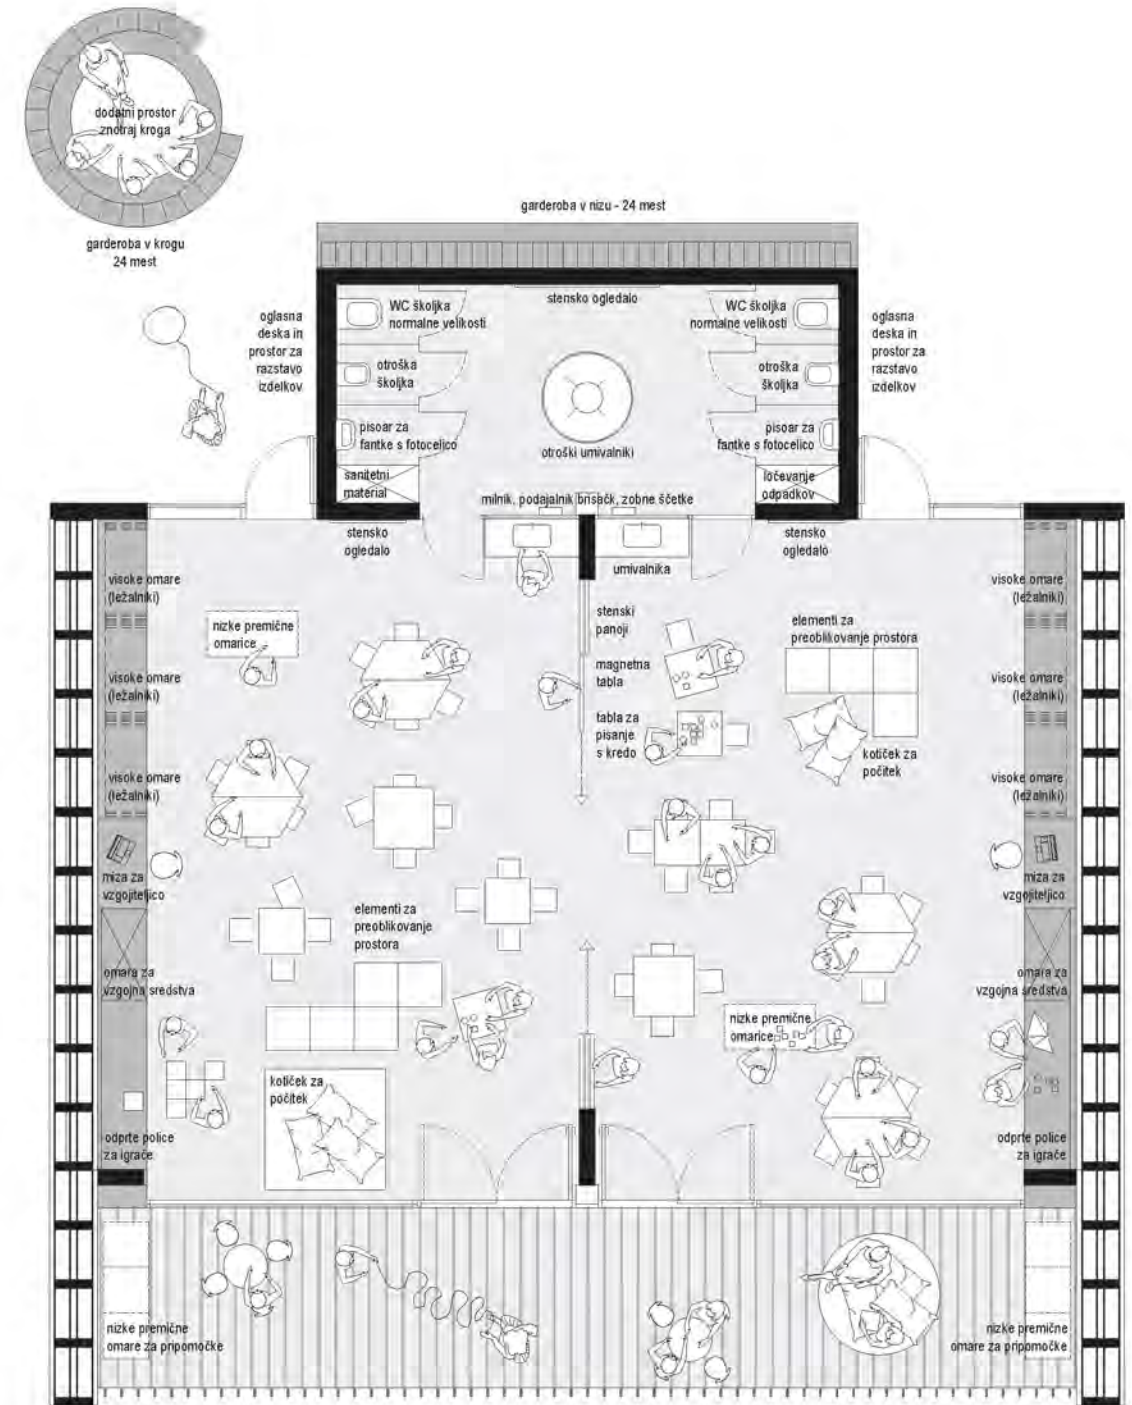 dodatni prostor
znotraj kroga
garderoba v krogu
24 mest
garderoba v nizu - 24 mest
oglasna
deska in
prostor za
razstavo
izdelkov
WC školjka
normalne velikosti
stensko ogledalo
WC školjka
normalne velikosti
oglasna
deska in
prostor za
razstavo
izdelkov
otroška
školjka
otroška
školjka
pisoar za
fantke s fotocelico
otroški umivalniki
pisoar za
fantke s fotocelico
sanitetni
material
ločevanje
odpadkov
milnik, podajalnik brisačk, zobne ščetke
stensko
ogledalo
umivalnika
stensko
ogledalo
visoke omare
(ležalniki)
visoke omare
(ležalniki)
nizke premične
omarice
stenski
panoji
elementi za
preoblikovanje prostora
magnetna
tabla
visoke omare
(ležalniki)
visoke omare
(ležalniki)
tabla za
pisanje
s kredo
kotiček za
počitek
visoke omare
(ležalniki)
visoke omare
(ležalniki)
miza za
vzgojiteljico
miza za
vzgojiteljico
elementi za
preoblikovanje
prostora
omara za
vzgojna sredstva
omara za
vzgojna sredstva
nizke premične
omarice
kotiček za
počitek
odprte police
za igrače
odprte police
za igrače
nizke premične
omare za pripomočke
nizke premične
omare za pripomočke